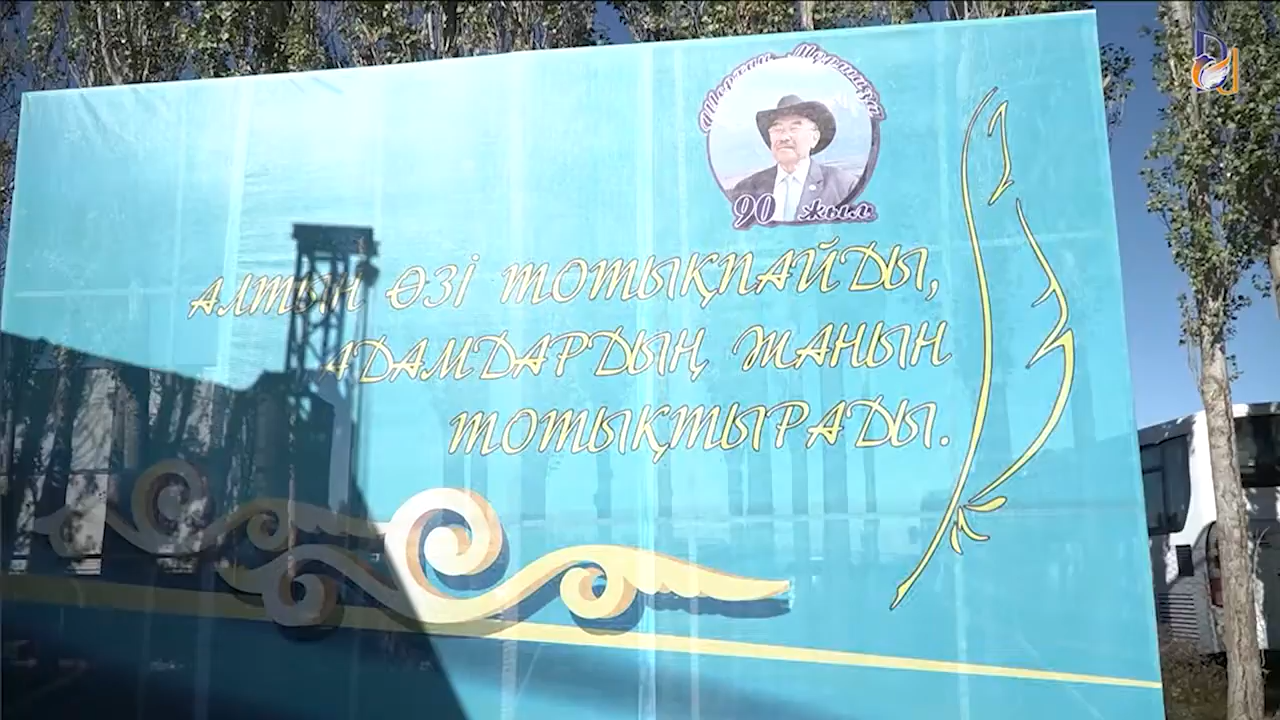 90 жыл
АЛТЫН ӨЗІ ТОТЫҚПАЙДЫ,
АДАМДАРДЫҢ ЖАНЫН
ТОТЫҚТЫРАДЫ.